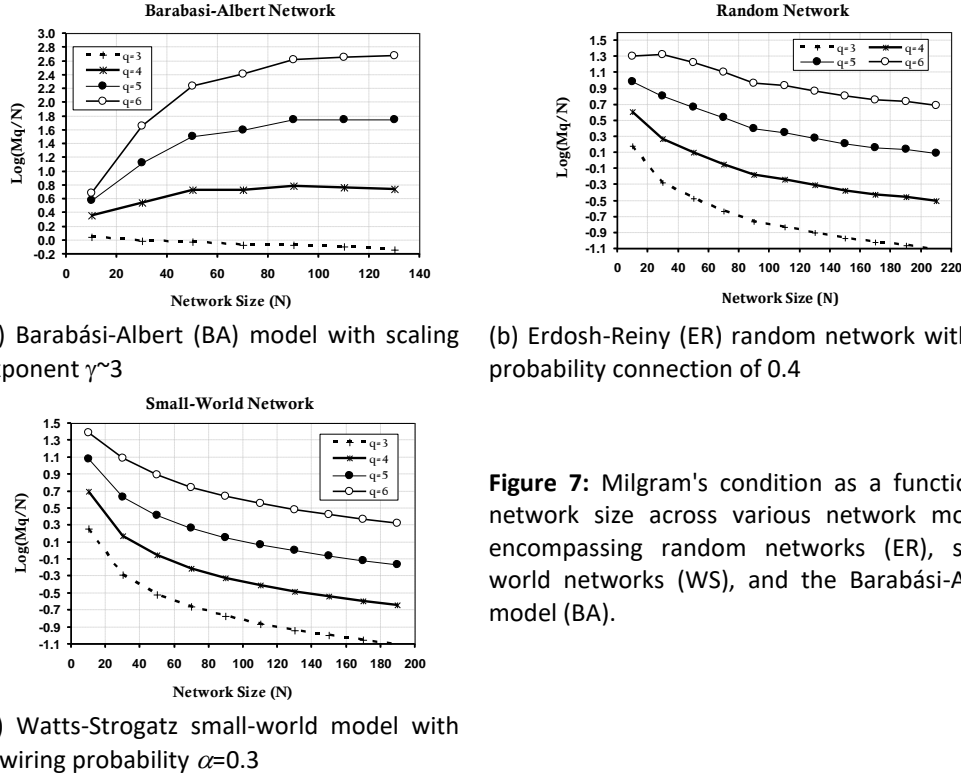 Barabasi-Albert Network
3.0
2.8
2.6
2.4
2.2
2.0
1.8
1.6
1.4
1.2
1.0
0.8
0.6
0.4
0.2
0.0
-0.2
Log(Mq/N)
q=3
q=4
q=5
q=6
0 20 40 60 80 100 120 140
Network Size (N)
) Barabási-Albert (BA) model with scaling
ponent γ~3
Random Network
1.5
1.3
1.1
0.9
0.7
0.5
0.3
0.1
-0.1
-0.3
-0.5
-0.7
-0.9
-1.1
Log(Mq/N)
q=3 q=4
q=5 q=6
0 20 40 60 80 100 120 140 160 180 200 220
Network Size (N)
(b) Erdosh-Reiny (ER) random network with
probability connection of 0.4
Small-World Network
1.5
1.3
1.1
0.9
0.7
0.5
0.3
0.1
-0.1
-0.3
-0.5
-0.7
-0.9
-1.1
Log(Mq/N)
q=3
q=4
q=5
q=6
0 20 40 60 80 100 120 140 160 180 200
Network Size (N)
) Watts-Strogatz small-world model with
wiring probability α=0.3
Figure 7: Milgram's condition as a functio
network size across various network mo
encompassing random networks (ER), s
world networks (WS), and the Barabási-A
model (BA).